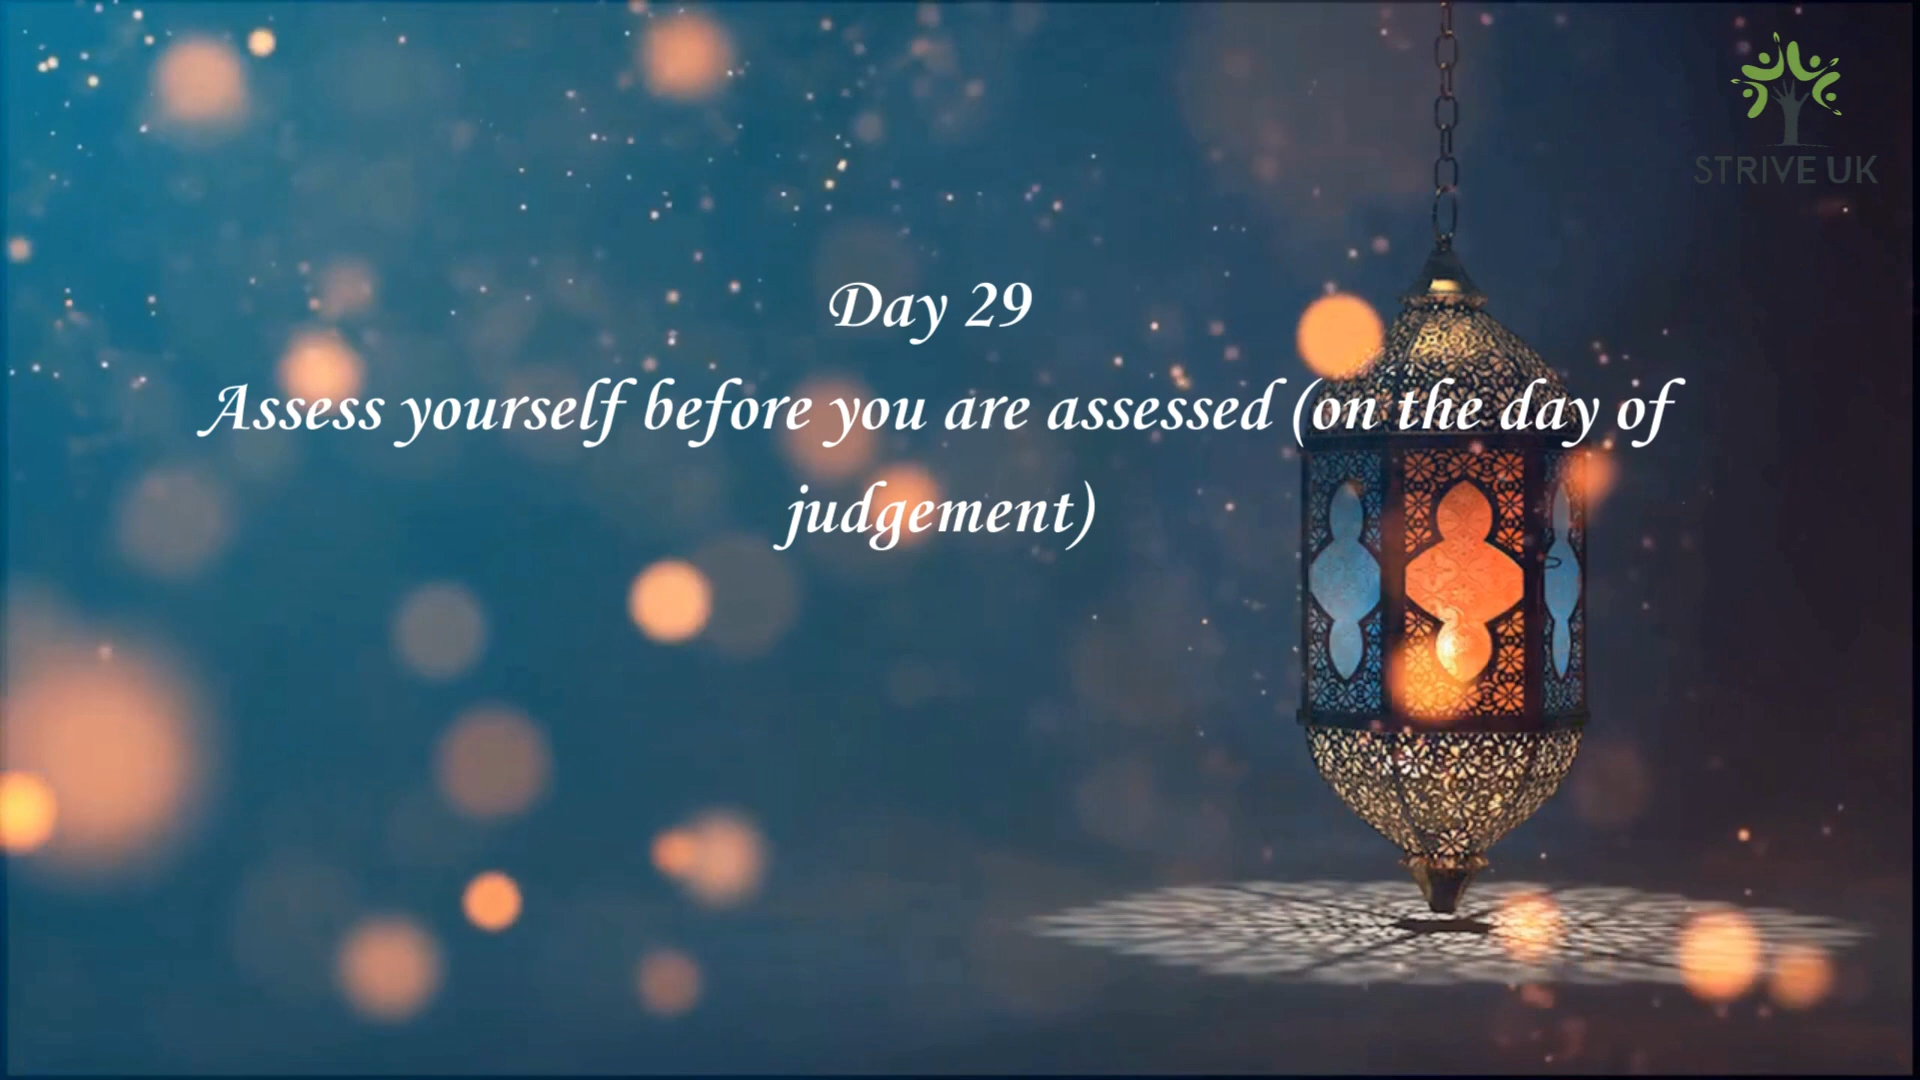 STRIVE UK
Day 29
Assess yourself before you are assessed (on the day of
judgement)